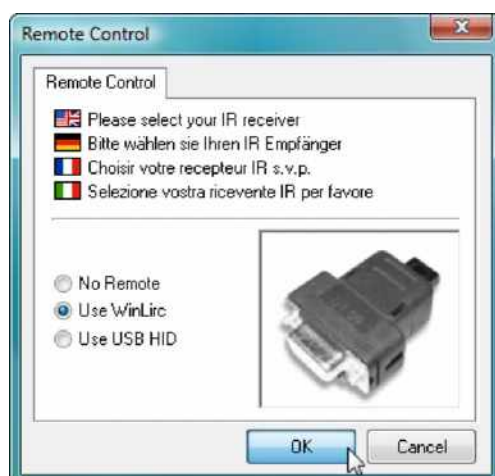 Remote Control
Remote Control
Please select your IR receiver
Bitte wählen sie Ihren IR Empfänger
Choisir votre recepteur IR s.v.p.
Selezione vostra ricevente IR per favore
No Remote
Use WinLirc
Use USB HID
OK
Cancel